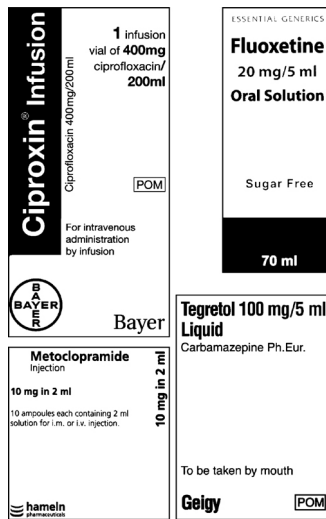 Ciproxin® Infusion
Ciprofloxacin 400mg/200ml
1 infusion
vial of 400mg
ciprofloxacin/
200ml
POM
For intravenous
administration
by infusion
BAYER
BAYER
Bayer
ESSENTIAL GENERICS
Fluoxetine
20 mg/5 ml
Oral Solution
Sugar Free
70 ml
Metoclopramide
Injection
10 mg in 2 ml
10 ampoules each containing 2 ml
solution for i.m. or i.v. injection.
10 mg in 2 ml
hameln
pharmaceuticals
Tegretol 100 mg/5 ml
Liquid
Carbamazepine Ph.Eur.
To be taken by mouth
Geigy
POM